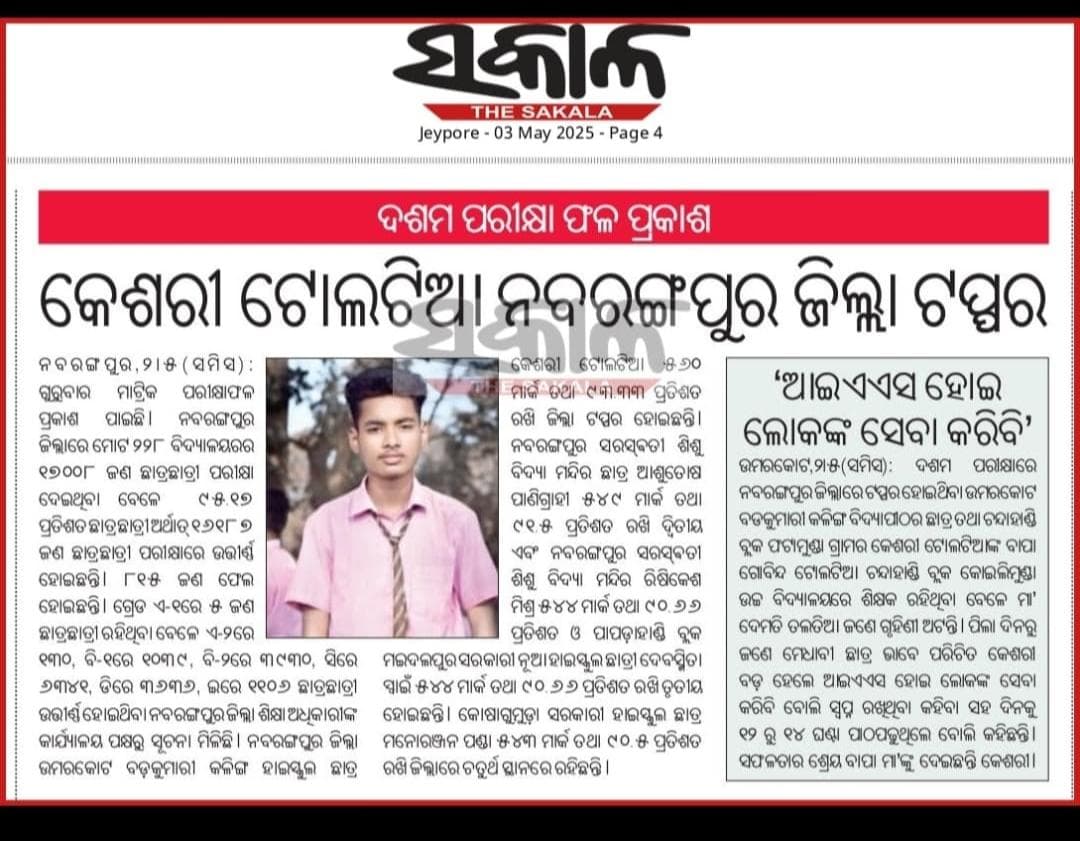 ସକାଳ
THE SAKALA
Jeypore - 03 May 2025 - Page 4
ଦଶମ ପରୀକ୍ଷା ଫଳ ପ୍ରକାଶ
କେଶରୀ ଟୋଲଟିଆ ନବରଙ୍ଗପୁର ଜିଲ୍ଲା ଟପ୍ପର
ନବରଙ୍ଗପୁର,୨।୫(ସମିସ):
ଗୁରୁବାର ମାଟ୍ରିକ ପରୀକ୍ଷାଫଳ
ପ୍ରକାଶ ପାଇଛି। ନବରଙ୍ଗପୁର
ଜିଲ୍ଲାରେ ମୋଟ ୨୨୮ ବିଦ୍ୟାଳୟରର
୧୭୦୦୮ ଜଣ ଛାତ୍ରଛାତ୍ରୀ ପରୀକ୍ଷା
ଦେଇଥିବା ବେଳେ ୯୫.୧୭
ପ୍ରତିଶତ ଛାତ୍ରଛାତ୍ରୀ ଅର୍ଥାତ୍ ୧୬୧୮୭
ଜଣ ଛାତ୍ରଛାତ୍ରୀ ପରୀକ୍ଷାରେ ଉତ୍ତୀର୍ଣ୍ଣ
ହୋଇଛନ୍ତି। ୮୧୫ ଜଣ ଫେଲ
ହୋଇଛନ୍ତି। ଗ୍ରେଡ ଏ-୧ରେ ୫ ଜଣ
ଛାତ୍ରଛାତ୍ରୀ ରହିଥିବା ବେଳେ ଏ-୨ରେ
୧୩୦, ବି-୧ରେ ୧୦୩୯, ବି-୨ରେ ୩୯୩୦, ସିରେ
୬୩୪୧, ଡିରେ ୩୬୩୬, ଇରେ ୧୧୦୬ ଛାତ୍ରଛାତ୍ରୀ
ଉତ୍ତୀର୍ଣ୍ଣ ହୋଇଥିବା ନବରଙ୍ଗପୁର ଜିଲ୍ଲା ଶିକ୍ଷା ଅଧିକାରୀଙ୍କ
କାର୍ଯ୍ୟାଳୟ ପକ୍ଷରୁ ସୂଚନା ମିଳିଛି। ନବରଙ୍ଗପୁର ଜିଲ୍ଲା
ଉମରକୋଟ ବଡ଼କୁମାରୀ କଳିଙ୍ଗ ହାଇସ୍କୁଲ ଛାତ୍ର
କେଶରୀ ଟୋଲଟିଆ ୫୬୦
ମାର୍କ ତଥା ୯୩.୩୩ ପ୍ରତିଶତ
ରଖି ଜିଲ୍ଲା ଟପ୍ପର ହୋଇଛନ୍ତି।
ନବରଙ୍ଗପୁର ସରସ୍ଵତୀ ଶିଶୁ
ବିଦ୍ୟା ମନ୍ଦିର ଛାତ୍ର ଆଶୁତୋଷ
ପାଣିଗ୍ରାହୀ ୫୪୯ ମାର୍କ ତଥା
୯୧.୫ ପ୍ରତିଶତ ରଖି ଦ୍ୱିତୀୟ
ଏବଂ ନବରଙ୍ଗପୁର ସରସ୍ଵତୀ
ଶିଶୁ ବିଦ୍ୟା ମନ୍ଦିର ରିଷିକେଶ
ମିଶ୍ର ୫୪୪ ମାର୍କ ତଥା ୯୦.୬୬
ପ୍ରତିଶତ ଓ ପାପଡ଼ାହାଣ୍ଡି ବ୍ଲକ
ମଇଦଲପୁର ସରକାରୀ ନୂଆ ହାଇସ୍କୁଲ ଛାତ୍ରୀ ଦେବସ୍ମିତା
ସ୍ବାଇଁ ୫୪୪ ମାର୍କ ତଥା ୯୦.୬୬ ପ୍ରତିଶତ ରଖି ତୃତୀୟ
ହୋଇଛନ୍ତି। କୋଷାଗୁମୁଡ଼ା ସରକାରୀ ହାଇସ୍କୁଲ ଛାତ୍ର
ମନୋରଞ୍ଜନ ପଣ୍ଡା ୫୪୩ ମାର୍କ ତଥା ୯୦.୫ ପ୍ରତିଶତ
ରଖି ଜିଲ୍ଲାରେ ଚତୁର୍ଥ ସ୍ଥାନରେ ରହିଛନ୍ତି।
‘ଆଇଏଏସ ହୋଇ
ଲୋକଙ୍କ ସେବା କରିବି’
ଉମରକୋଟ,୨।୫(ସମିସ): ଦଶମ ପରୀକ୍ଷାରେ
ନବରଙ୍ଗପୁର ଜିଲ୍ଲାରେ ଟପ୍ପର ହୋଇଥିବା ଉମରକୋଟ
ବଡକୁମାରୀ କଳିଙ୍ଗ ବିଦ୍ୟାପୀଠର ଛାତ୍ର ତଥା ଚନ୍ଦାହାଣ୍ଡି
ବ୍ଲକ ଫଟାମୁଣ୍ଡା ଗ୍ରାମର କେଶରୀ ଟୋଲଟିଆଙ୍କ ବାପା
ଗୋବିନ୍ଦ ଟୋଲଟିଆ ଚନ୍ଦାହାଣ୍ଡି ବ୍ଲକ କୋଇଲିମୁଣ୍ଡା
ଉଚ୍ଚ ବିଦ୍ୟାଳୟରେ ଶିକ୍ଷକ ରହିଥିବା ବେଳେ ମା’
ଦେମତି ତଲତିଆ ଜଣେ ଗୃହିଣୀ ଅଟନ୍ତି। ପିଲା ଦିନରୁ
ଜଣେ ମେଧାବୀ ଛାତ୍ର ଭାବେ ପରିଚିତ କେଶରୀ
ବଡ଼ ହେଲେ ଆଇଏଏସ ହୋଇ ଲୋକଙ୍କ ସେବା
କରିବି ବୋଲି ସ୍ୱପ୍ନ ରଖିଥିବା କହିବା ସହ ଦିନକୁ
୧୨ ରୁ ୧୪ ଘଣ୍ଟା ପାଠପଢୁଥିଲେ ବୋଲି କହିଛନ୍ତି।
ସଫଳତାର ଶ୍ରେୟ ବାପା ମା’ଙ୍କୁ ଦେଇଛନ୍ତି କେଶରୀ।